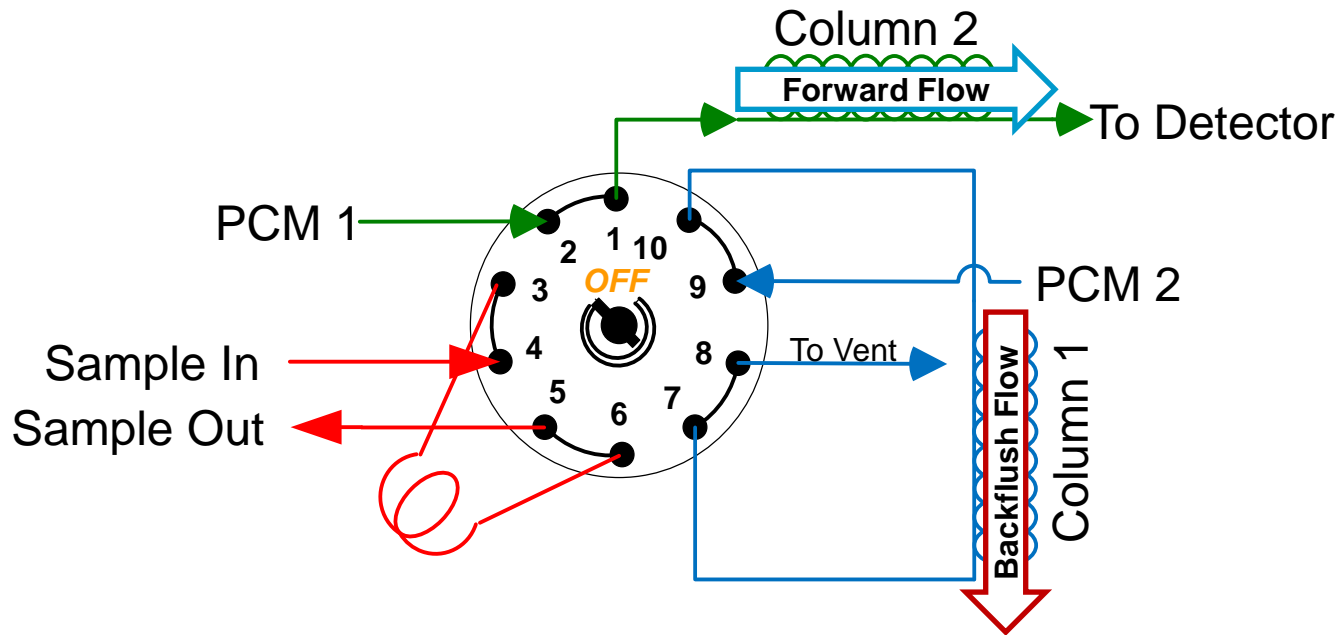 Column 2
Forward Flow
To Detector
PCM 1
1 10
2
OFF
3
9
PCM 2
Sample In
4
8
To Vent
Sample Out
5
6
7
Backflush Flow
Column 1